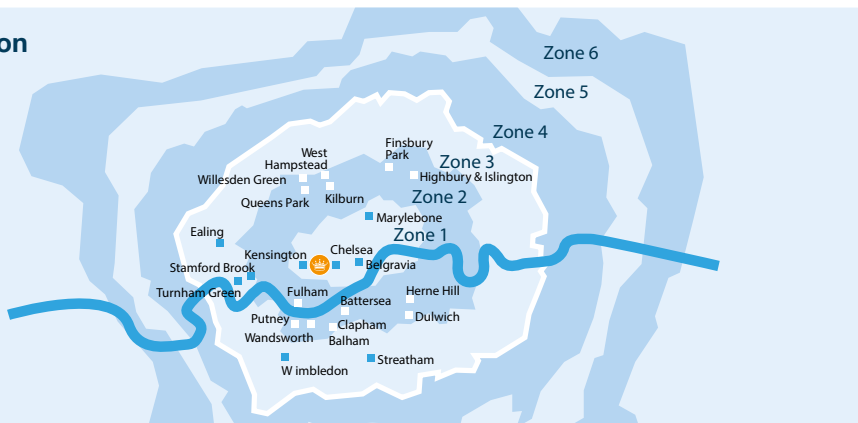 on
Zone 6
Zone 5
Zone 4
Finsbury
Park
West
Hampstead
Zone 3
Willesden Green
Highbury & Islington
Queens Park
Kilburn
Zone 2
Marylebone
Ealing
Zone 1
Kensington
Chelsea
Stamford Brook
Belgravia
Turnham Green
Fulham
Herne Hill
Battersea
Putney
Clapham
Dulwich
Wandsworth
Balham
Streatham
W imbledon